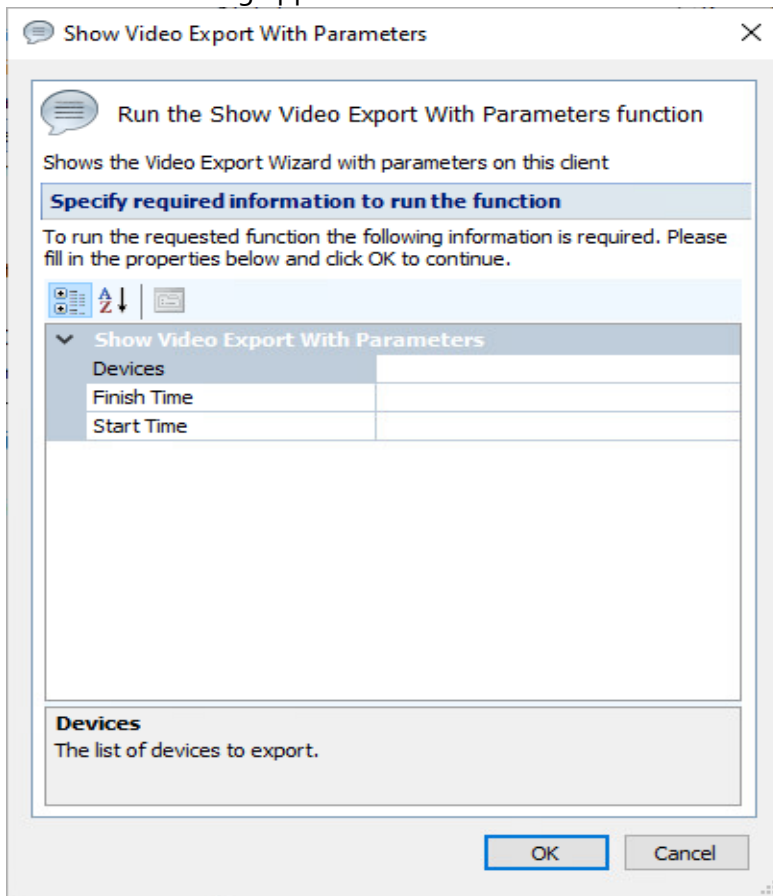 Show Video Export With Parameters
Run the Show Video Export With Parameters function
Shows the Video Export Wizard with parameters on this client
Specify required information to run the function
To run the requested function the following information is required. Please
fill in the properties below and click OK to continue.
Show Video Export With Parameters
Devices
Finish Time
Start Time
Devices
The list of devices to export.
OK
Cancel